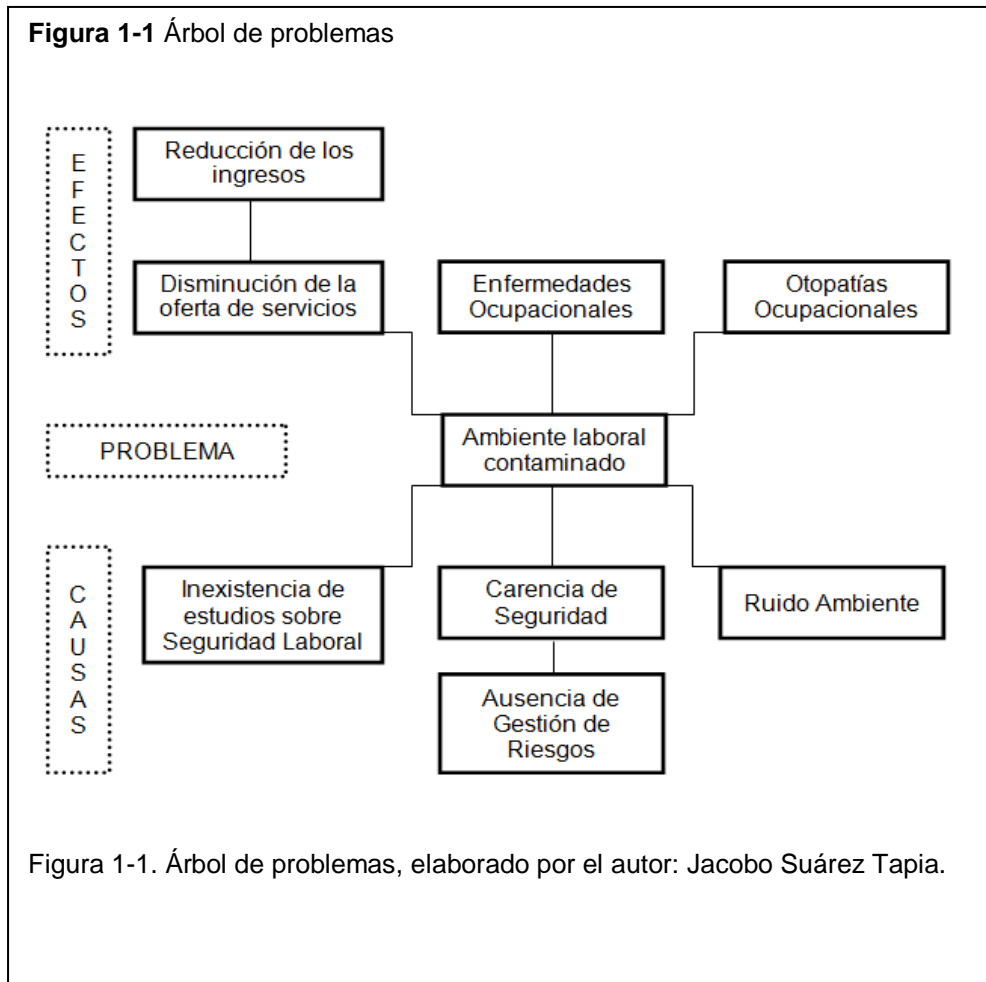 Figura 1-1 Árbol de problemas
EFECTOS
Reducción de los
ingresos
Disminución de la
oferta de servicios
Enfermedades
Ocupacionales
Otopatías
Ocupacionales
PROBLEMA
Ambiente laboral
contaminado
CAUSAS
Inexistencia de
estudios sobre
Seguridad Laboral
Carencia de
Seguridad
Ruido Ambiente
Ausencia de
Gestión de
Riesgos
Figura 1-1. Árbol de problemas, elaborado por el autor: Jacobo Suárez Tapia.